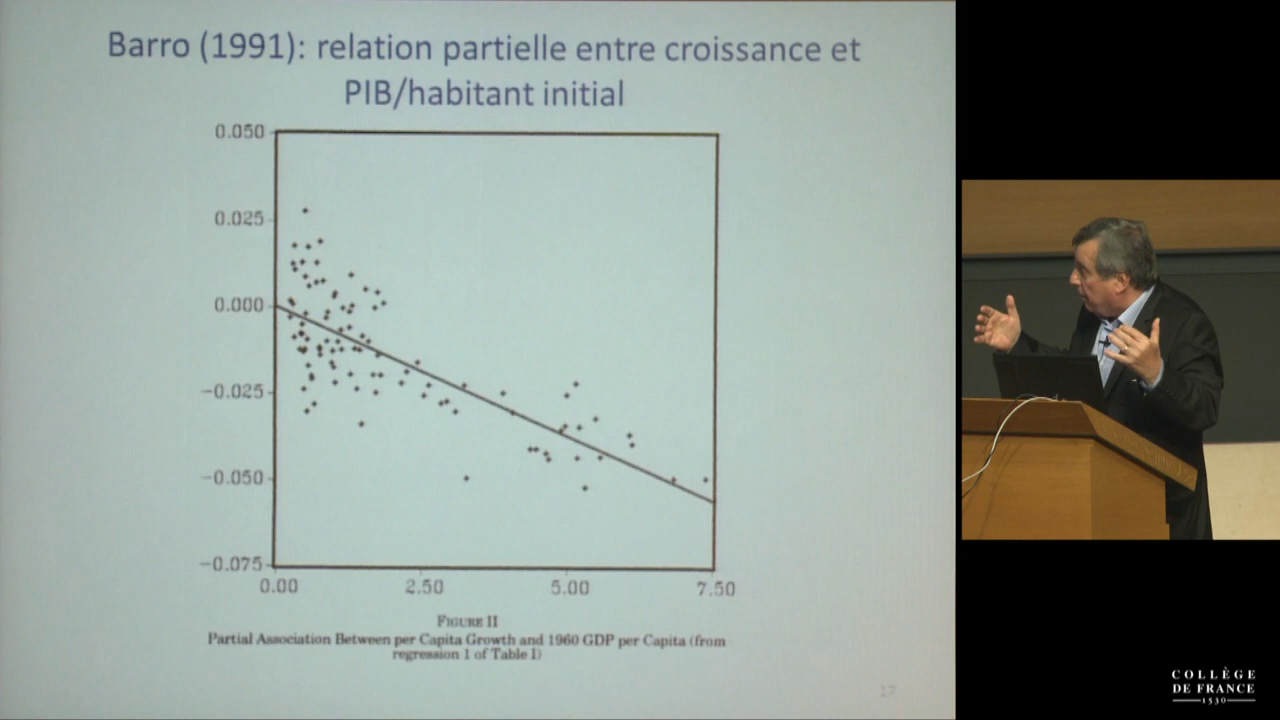 Barro (1991): relation partielle entre croissance et
PIB/habitant initial
0.050
0.025
0.000
−0.025
−0.050
−0.075
0.00 2.50 5.00 7.50
FIGURE II
Partial Association Between per Capita Growth and 1960 GDP per Capita (from
regression 1 of Table I)
17
COLLÈGE
DE FRANCE
1530